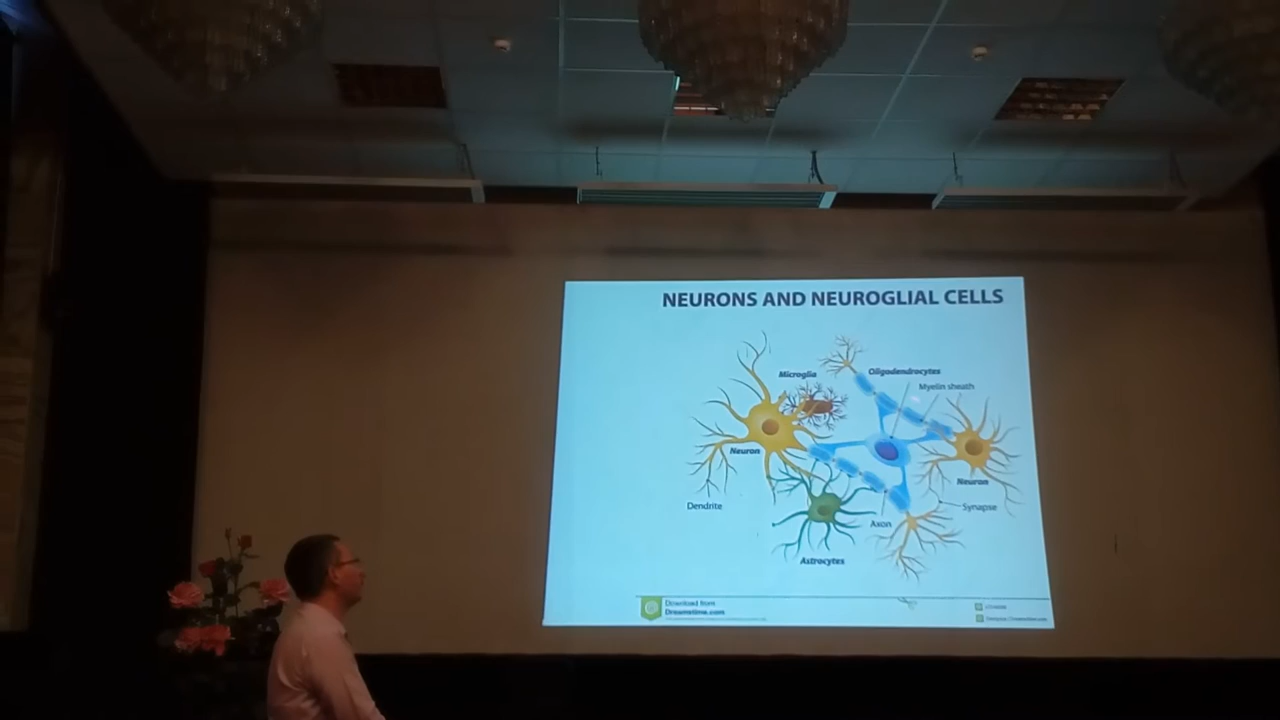 NEURONS AND NEUROGLIAL CELLS
Microglia
Oligodendrocytes
Myelin sheath
Neuron
Neuron
Dendrite
Synapse
Axon
Astrocytes
Download from
Dreamstime.com